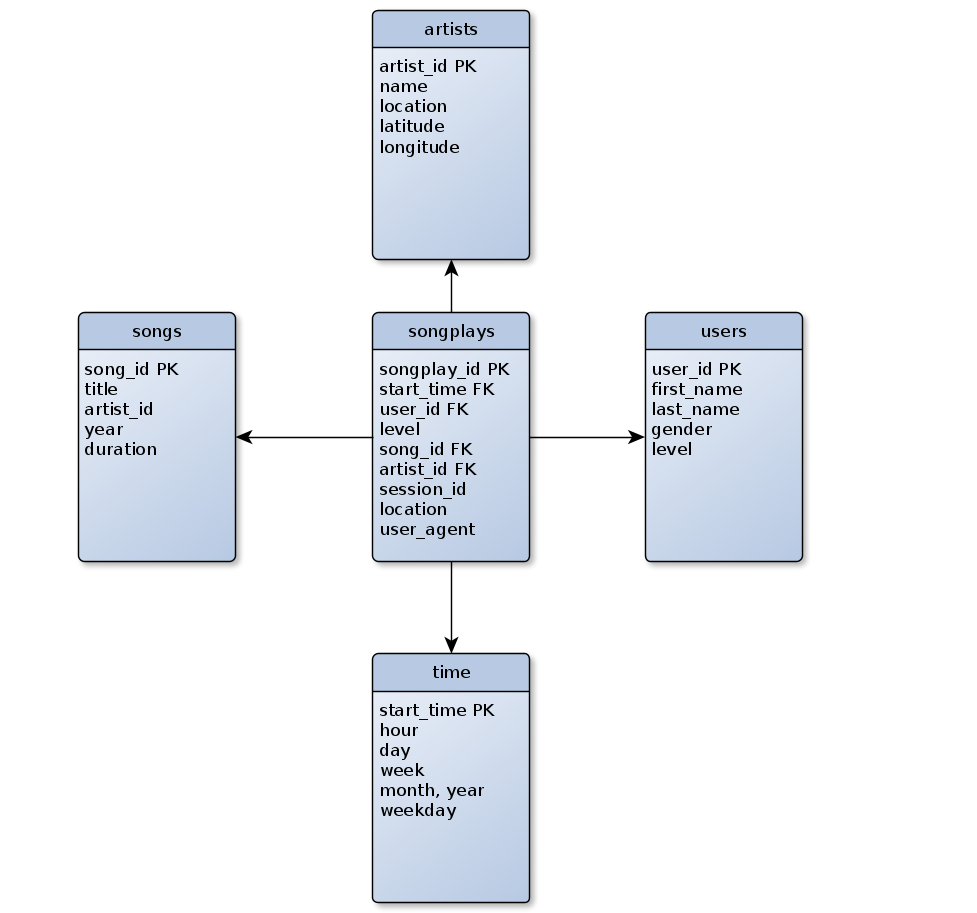 artists
artist_id PK
name
location
latitude
longitude
songs
song_id PK
title
artist_id
year
duration
songplays
songplay_id PK
start_time FK
user_id FK
level
song_id FK
artist_id FK
session_id
location
user_agent
users
user_id PK
first_name
last_name
gender
level
time
start_time PK
hour
day
week
month, year
weekday